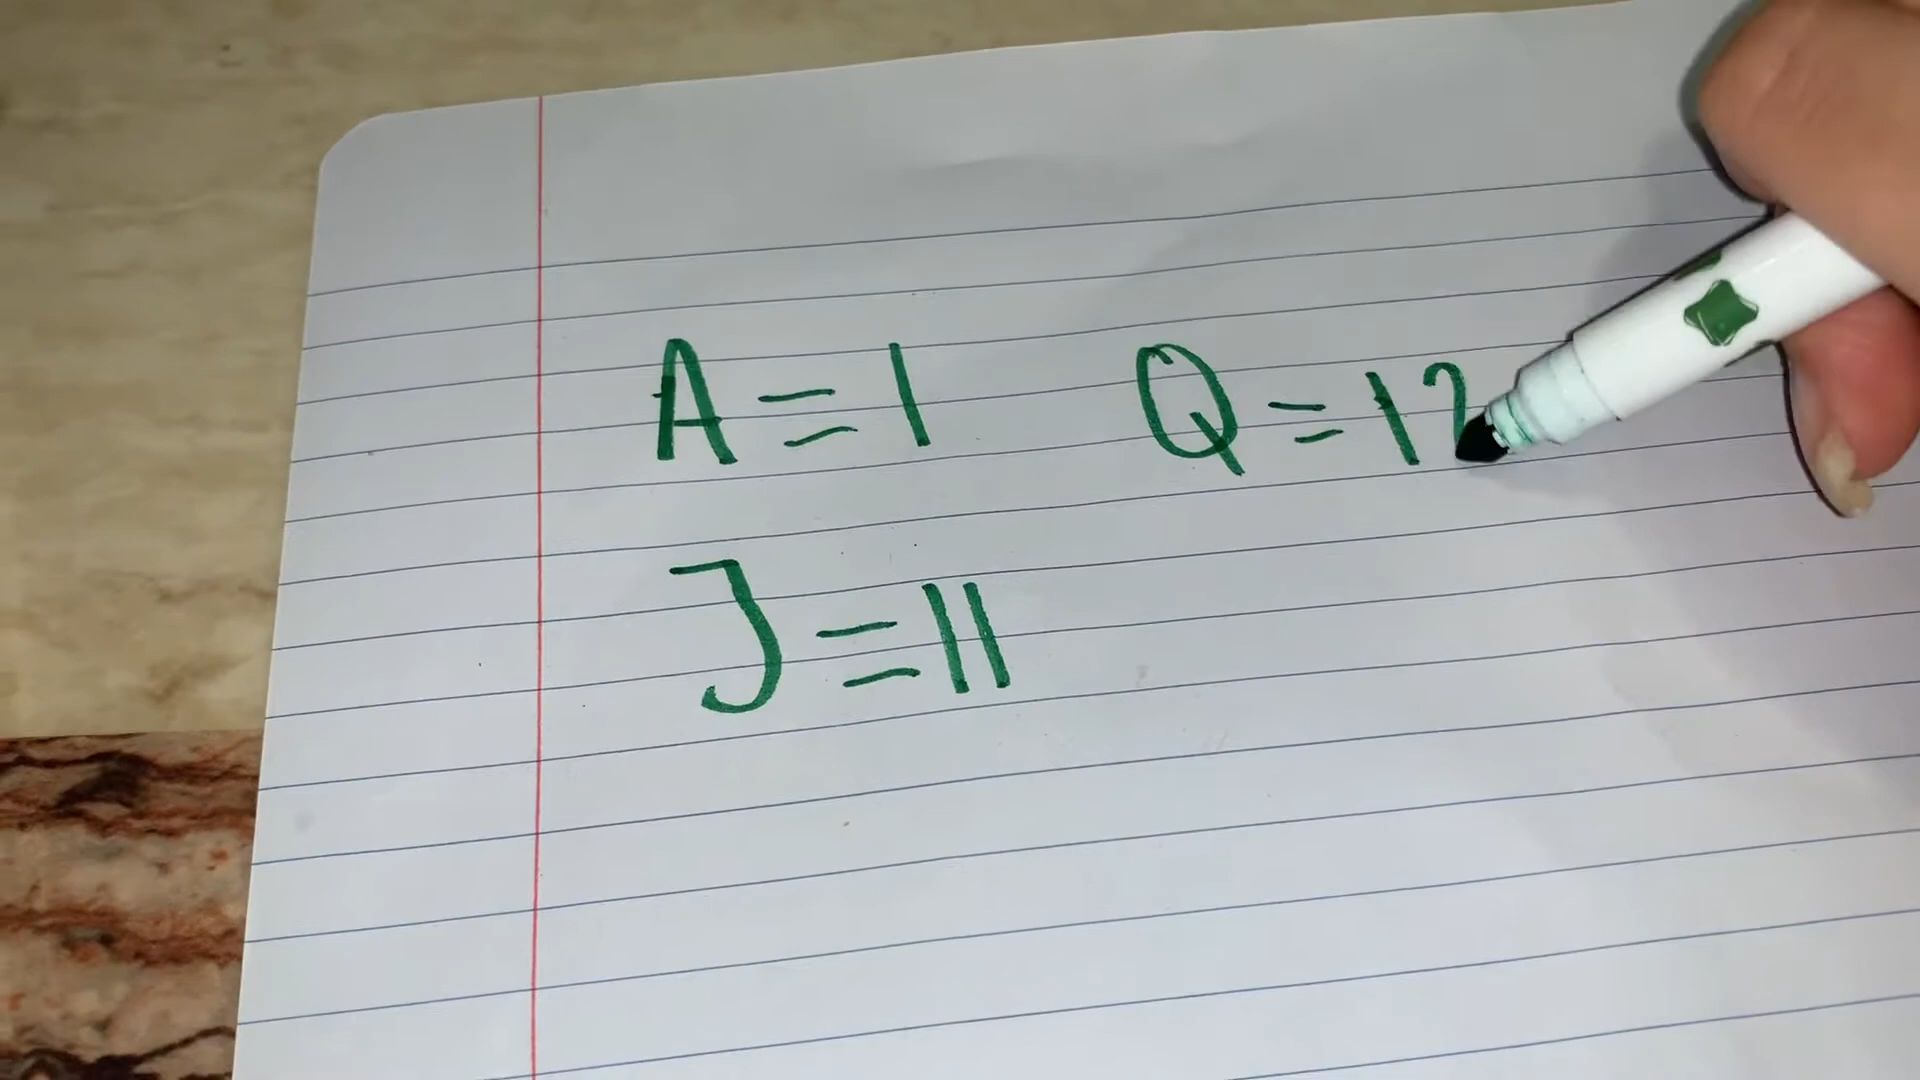 A = 1 Q = 12
J = 11